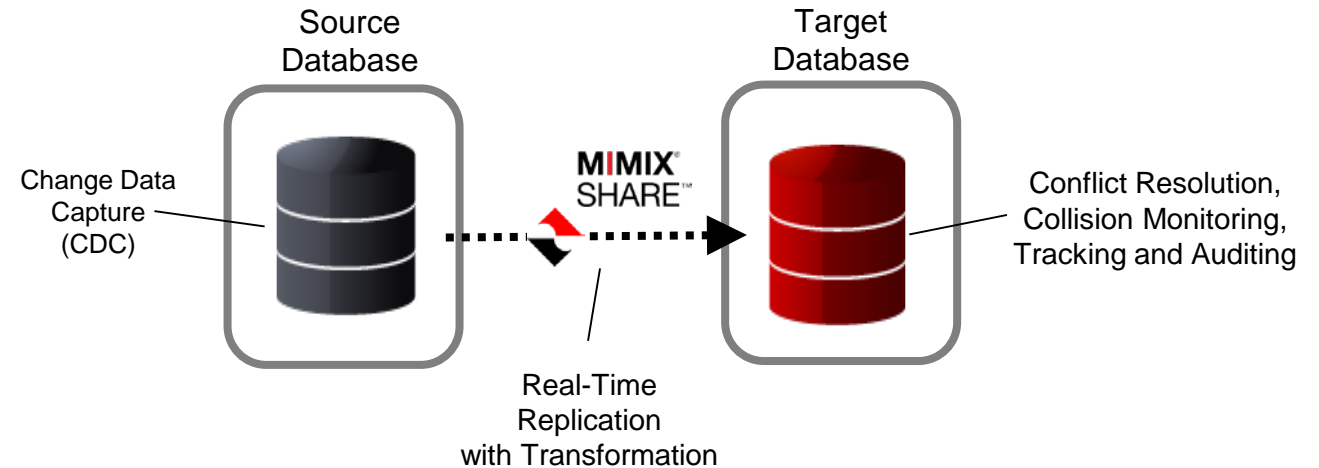 Source
Database
Target
Database
Change Data
Capture
(CDC)
MIMIX®
SHARE™
Conflict Resolution,
Collision Monitoring,
Tracking and Auditing
Real-Time
Replication
with Transformation